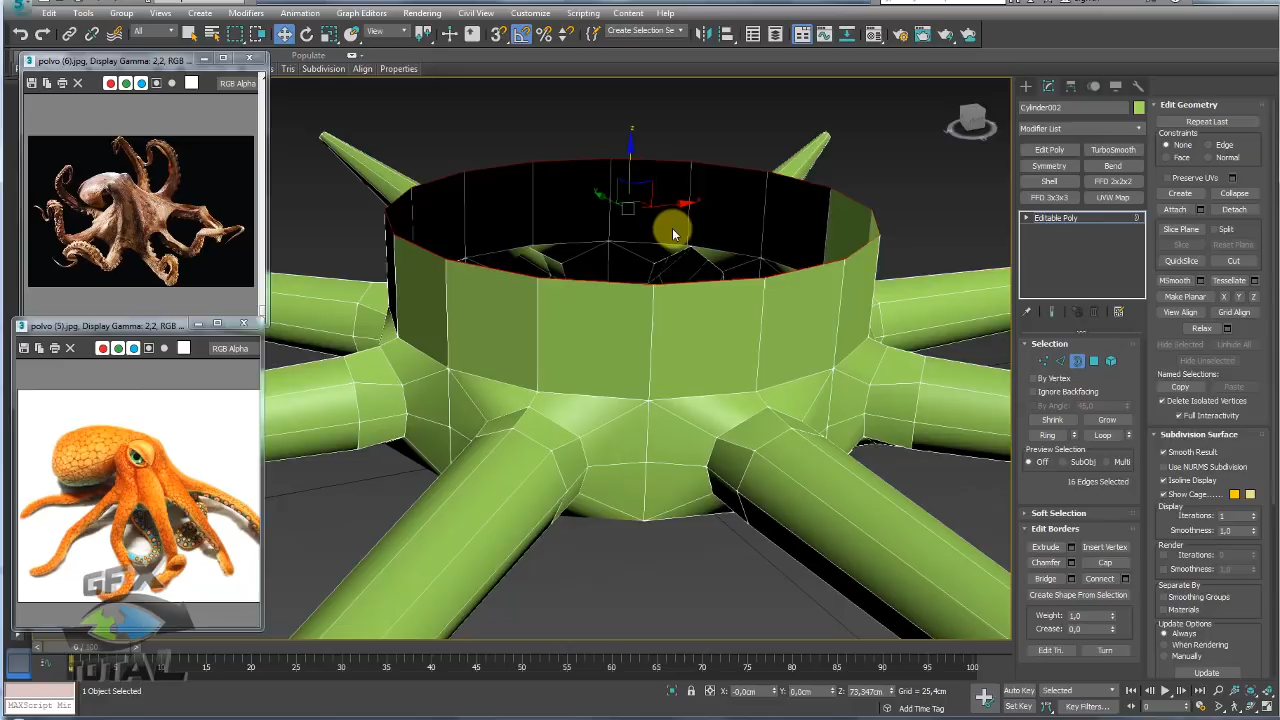 Edit Tools Group Views Create Modifiers Animation Graph Editors Rendering Civil View Customize Scripting Content Help
All View Create Selection Se
Populate
Tris Subdivision Align Properties
polvo (6).jpg, Display Gamma: 2,2, RGB ...
RGB Alpha
polvo (5).jpg, Display Gamma: 2,2, RGB ...
RGB Alpha
GFX
TOTAL
Cylinder002
Modifier List
Edit Poly TurboSmooth
Symmetry Bend
Shell FFD 2x2x2
FFD 3x3x3 UVW Map
Editable Poly
Selection
By Vertex
Ignore Backfacing
By Angle: 45,0
Shrink Grow
Ring Loop
Preview Selection
Off SubObj Multi
16 Edges Selected
Soft Selection
Edit Borders
Extrude Insert Vertex
Chamfer Cap
Bridge Connect
Create Shape From Selection
Weight: 1,0
Crease: 0,0
Edit Tri. Turn
Edit Geometry
Repeat Last
Constraints
None Edge
Face Normal
Preserve UVs
Create Collapse
Attach Detach
Slice Plane Split
Slice Reset Plane
QuickSlice Cut
MSmooth Tessellate
Make Planar X Y Z
View Align Grid Align
Relax
Hide Selected Unhide All
Hide Unselected
Named Selections:
Copy Paste
Delete Isolated Vertices
Full Interactivity
Subdivision Surface
Smooth Result
Use NURMS Subdivision
Isoline Display
Show Cage......
Display
Iterations: 1
Smoothness: 1,0
Render
Iterations: 0
Smoothness: 1,0
Separate By
Smoothing Groups
Materials
Update Options
Always
When Rendering
Manually
Update
z
x
y
0 / 100
10 15 20 25 30 35 40 45 50 55 60 65 70 75 80 85 90 95 100
1 Object Selected
X: -0,0cm Y: 0,0cm Z: 73,347cm Grid = 25,4cm
Add Time Tag
Auto Key Selected
Set Key Key Filters...
0
MAXScript Mir